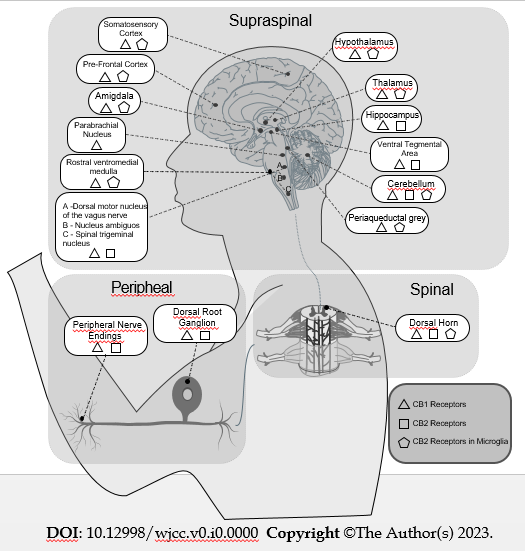 Supraspinal
Somatosensory
Cortex
Pre-Frontal Cortex
Amigdala
Parabrachial
Nucleus
Rostral ventromedial
medulla
A -Dorsal motor nucleus
of the vagus nerve
B - Nucleus ambiguos
C - Spinal trigeminal
nucleus
Hypothalamus
Thalamus
Hippocampus
Ventral Tegmental
Area
Cerebellum
Periaqueductal grey
A
B
C
Peripheal
Peripheral Nerve
Endings
Dorsal Root
Ganglion
Spinal
Dorsal Horn
CB1 Receptors
CB2 Receptors
CB2 Receptors in Microglia
DOI: 10.12998/wjcc.v0.i0.0000 Copyright ©The Author(s) 2023.